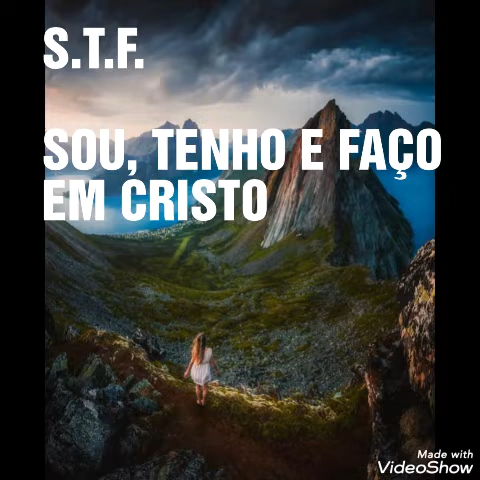 S.T.F.
SOU, TENHO E FAÇO
EM CRISTO
Made with
VideoShow